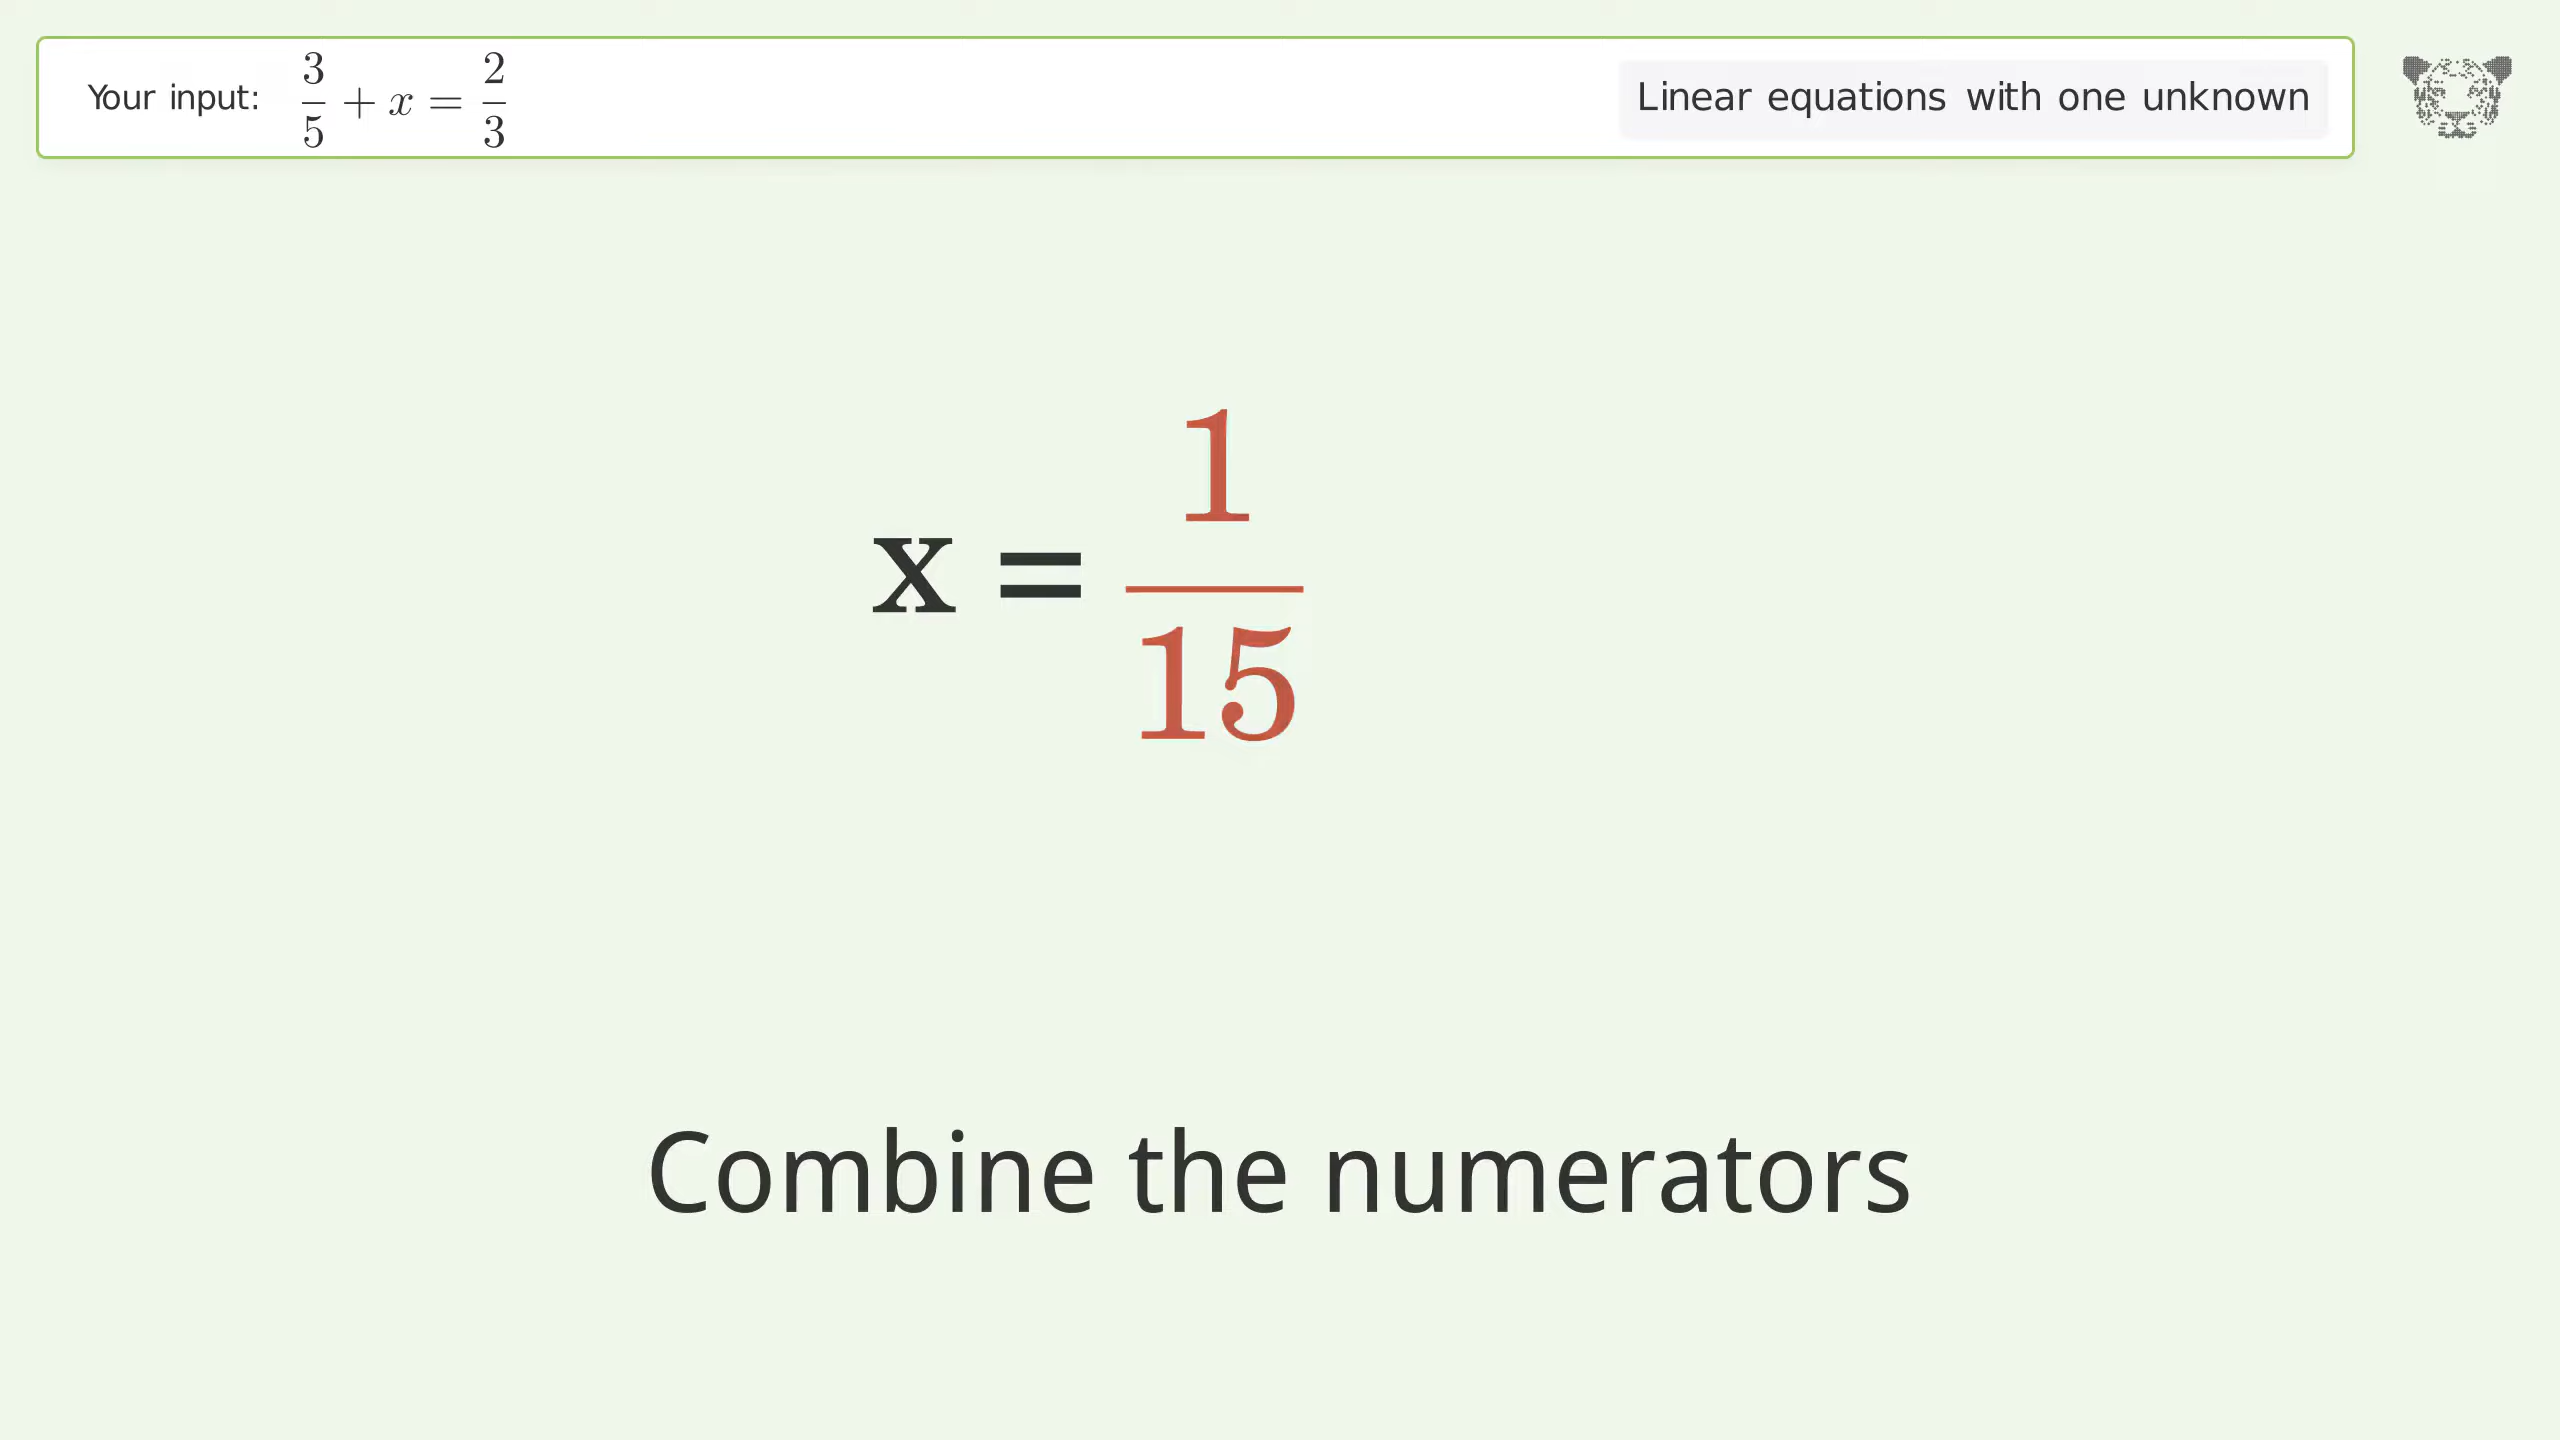 Your input: 3/5 + x = 2/3
Linear equations with one unknown
x = 1/15
Combine the numerators